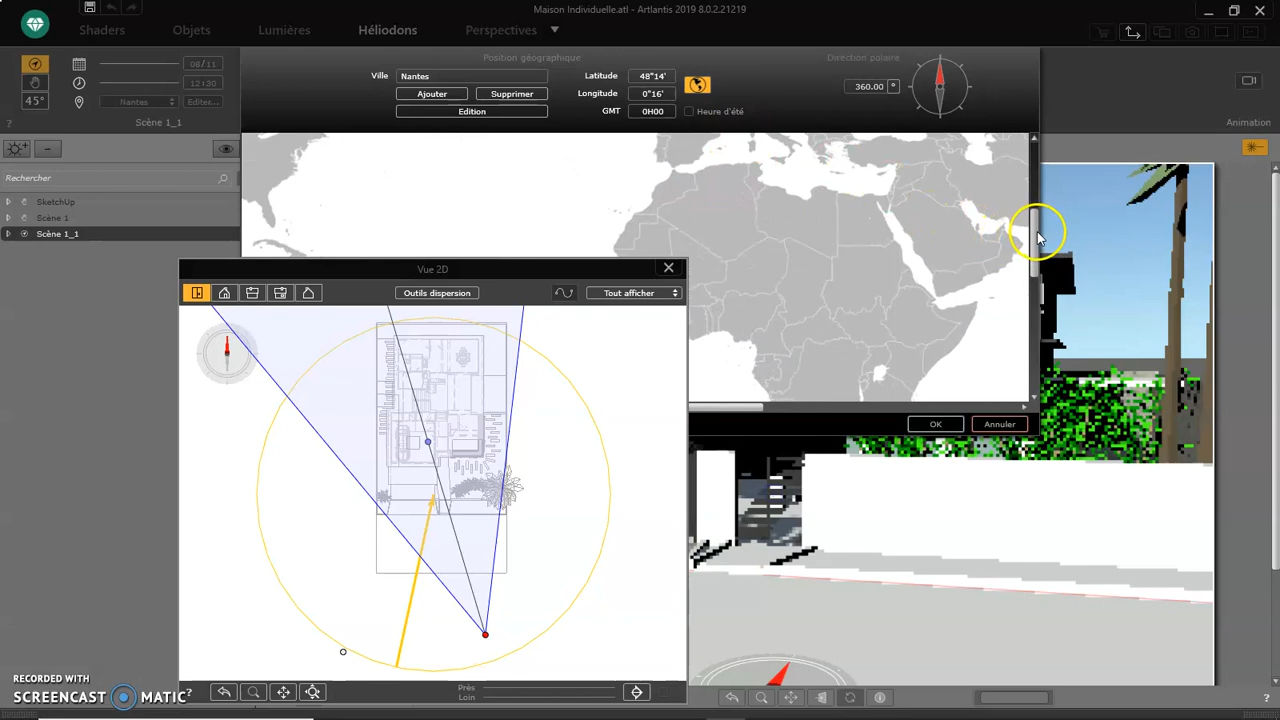 Maison Individuelle.atl - Artlantis 2019 8.0.2.21219
Shaders
Objets
Lumières
Héliodons
Perspectives
08/11
12:30
Nantes
Editer...
45°
?
Scène 1_1
Position géographique
Ville
Nantes
Ajouter
Supprimer
Edition
Latitude
48°14'
Longitude
0°16'
GMT
0H00
Heure d'été
Direction polaire
360.00
°
Animation
Rechercher
SketchUp
Scène 1
Scène 1_1
Vue 2D
Outils dispersion
Tout afficher
OK
Annuler
?
Près
Loin
?
RECORDED WITH
SCREENCAST MATIC